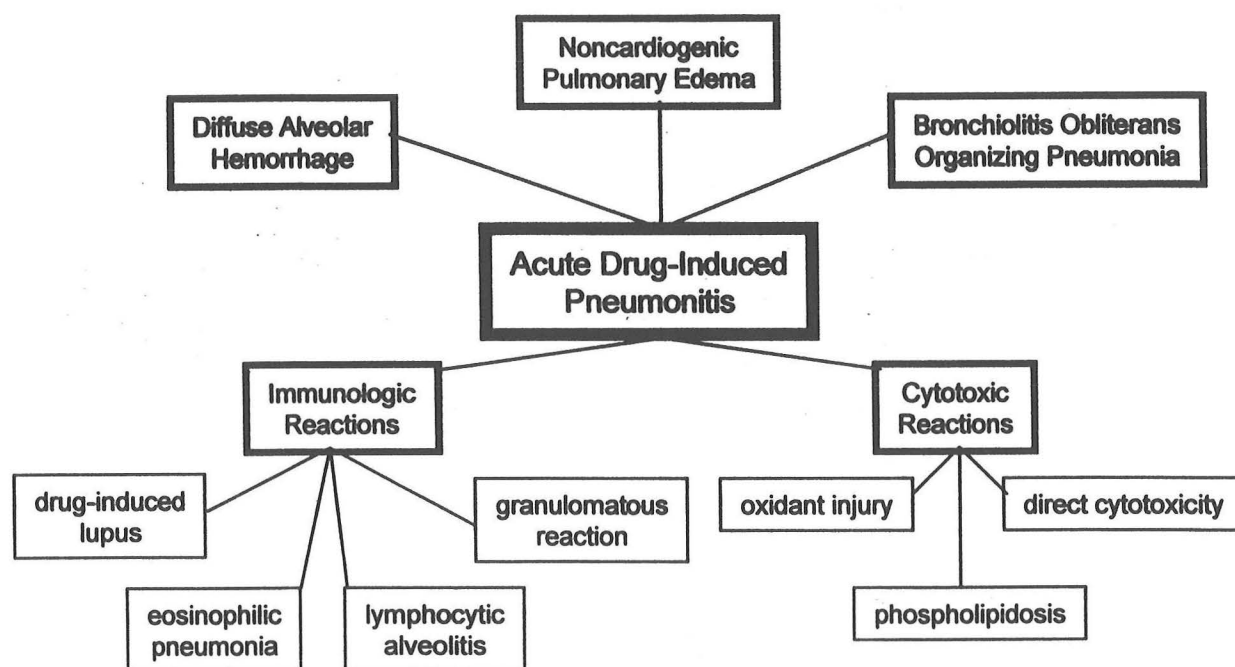 Noncardiogenic
Pulmonary Edema
Diffuse Alveolar
Hemorrhage
Bronchiolitis Obliterans
Organizing Pneumonia
Acute Drug-Induced
Pneumonitis
Immunologic
Reactions
Cytotoxic
Reactions
drug-induced
lupus
granulomatous
reaction
oxidant injury
direct cytotoxicity
eosinophilic
pneumonia
lymphocytic
alveolitis
phospholipidosis